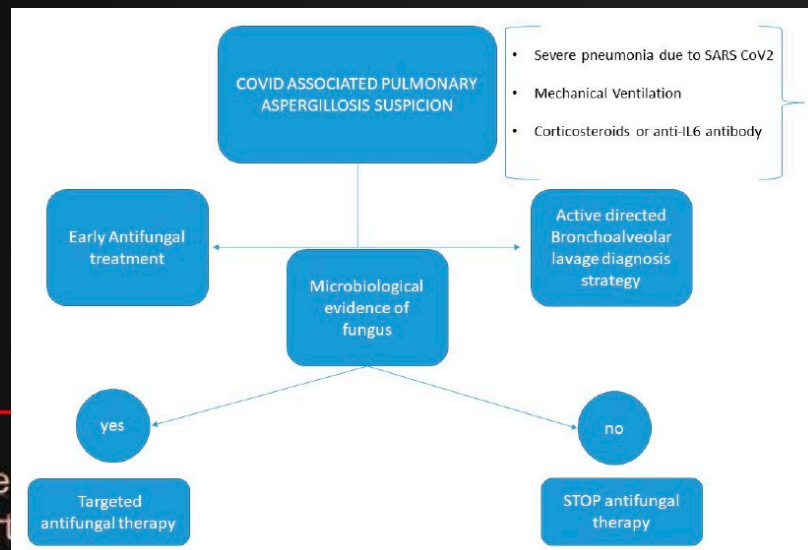 COVID ASSOCIATED PULMONARY
ASPERGILLOSIS SUSPICION
• Severe pneumonia due to SARS CoV2
• Mechanical Ventilation
• Corticosteroids or anti-IL6 antibody
Early Antifungal
treatment
Active directed
Bronchoalveolar
lavage diagnosis
strategy
Microbiological
evidence of
fungus
yes
no
Targeted
antifungal therapy
STOP antifungal
therapy